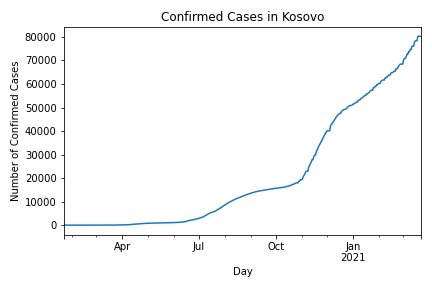 Confirmed Cases in Kosovo
Number of Confirmed Cases
80000
70000
60000
50000
40000
30000
20000
10000
0
Apr
Jul
Oct
Jan
2021
Day